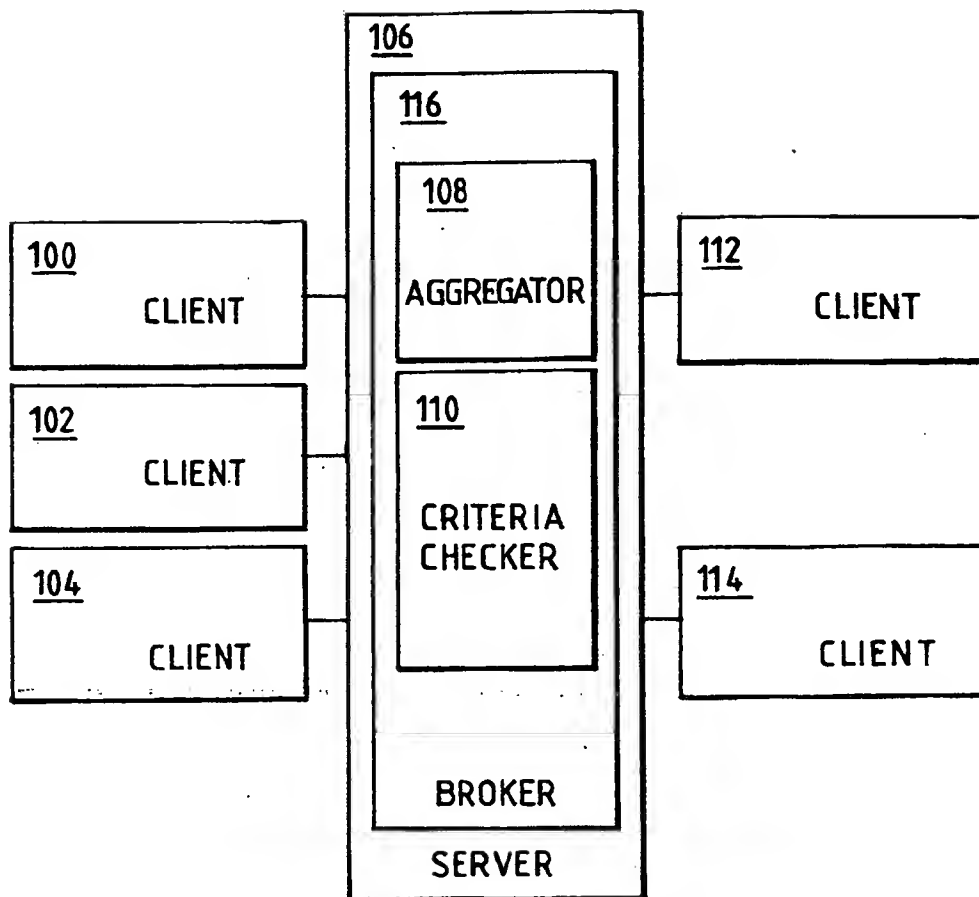 106
116
108
AGGREGATOR
100
CLIENT
102
CLIENT
104
CLIENT
110
CRITERIA
CHECKER
112
CLIENT
114
CLIENT
BROKER
SERVER